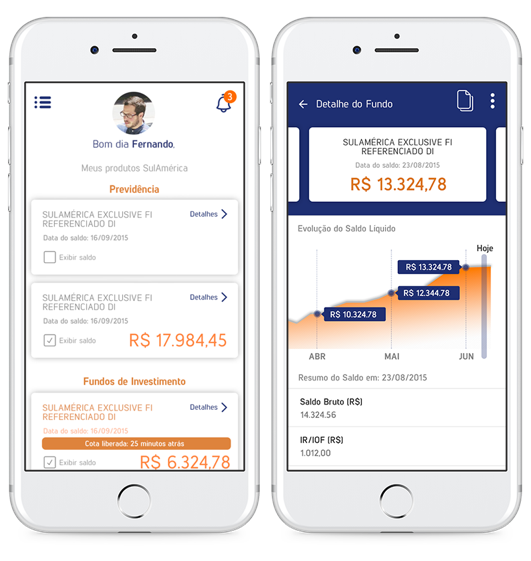 3
Bom dia Fernando,
Meus produtos SulAmérica
Previdência
SULAMÉRICA EXCLUSIVE FI
REFERENCIADO DI
Detalhes
Data do saldo: 16/09/2015
Exibir saldo
SULAMÉRICA EXCLUSIVE FI
REFERENCIADO DI
Detalhes
Data do saldo: 16/09/2015
Exibir saldo
R$ 17.984,45
Fundos de Investimento
SULAMÉRICA EXCLUSIVE FI
REFERENCIADO DI
Detalhes
Data do saldo: 16/09/2015
Cota liberada: 25 minutos atrás
Exibir saldo
R$ 6.324,78
Detalhe do Fundo
SULAMÉRICA EXCLUSIVE FI
REFERENCIADO DI
Data do saldo: 23/08/2015
R$ 13.324,78
Evolução do Saldo Líquido
Hoje
R$ 13.324.78
R$ 12.344.78
R$ 10.324.78
ABR
MAI
JUN
Resumo do Saldo em: 23/08/2015
Saldo Bruto (R$)
14.324.56
IR/IOF (R$)
1.012,00